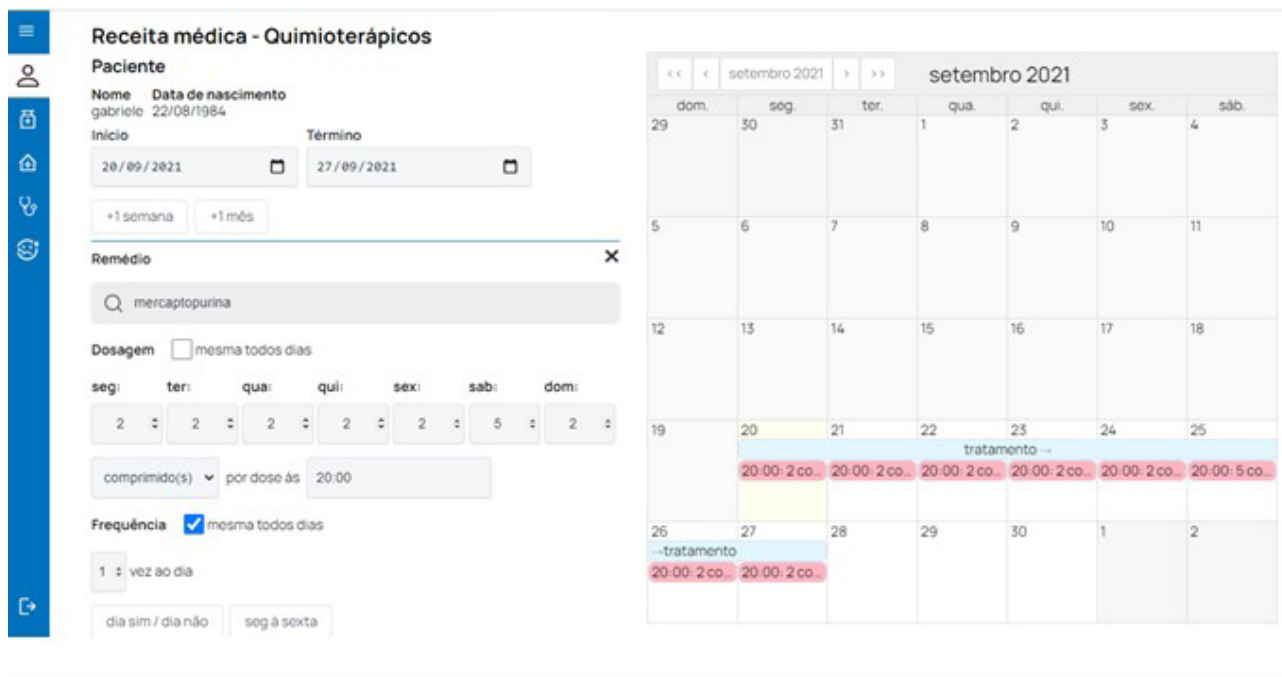 Receita médica - Quimioterápicos
Paciente
Nome Data de nascimento
gabriele 22/08/1984
Início Término
20/09/2021 27/09/2021
+1 semana +1 mês
Remédio
mercaptopurina
Dosagem mesma todos dias
seg: ter: qua: qui: sex: sab: dom:
2 2 2 2 2 5 2
comprimido(s) por dose às 20:00
Frequência mesma todos dias
1 vez ao dia
dia sim / dia não seg à sexta
<< < setembro 2021 > >> setembro 2021
dom. seg. ter. qua. qui. sex. sáb.
29 30 31 1 2 3 4
5 6 7 8 9 10 11
12 13 14 15 16 17 18
19 20 21 22 23 24 25
tratamento →
20:00: 2 co... 20:00: 2 co... 20:00: 2 co... 20:00: 2 co... 20:00: 2 co... 20:00: 5 co...
26 27 28 29 30 1 2
→tratamento
20:00: 2 co... 20:00: 2 co...